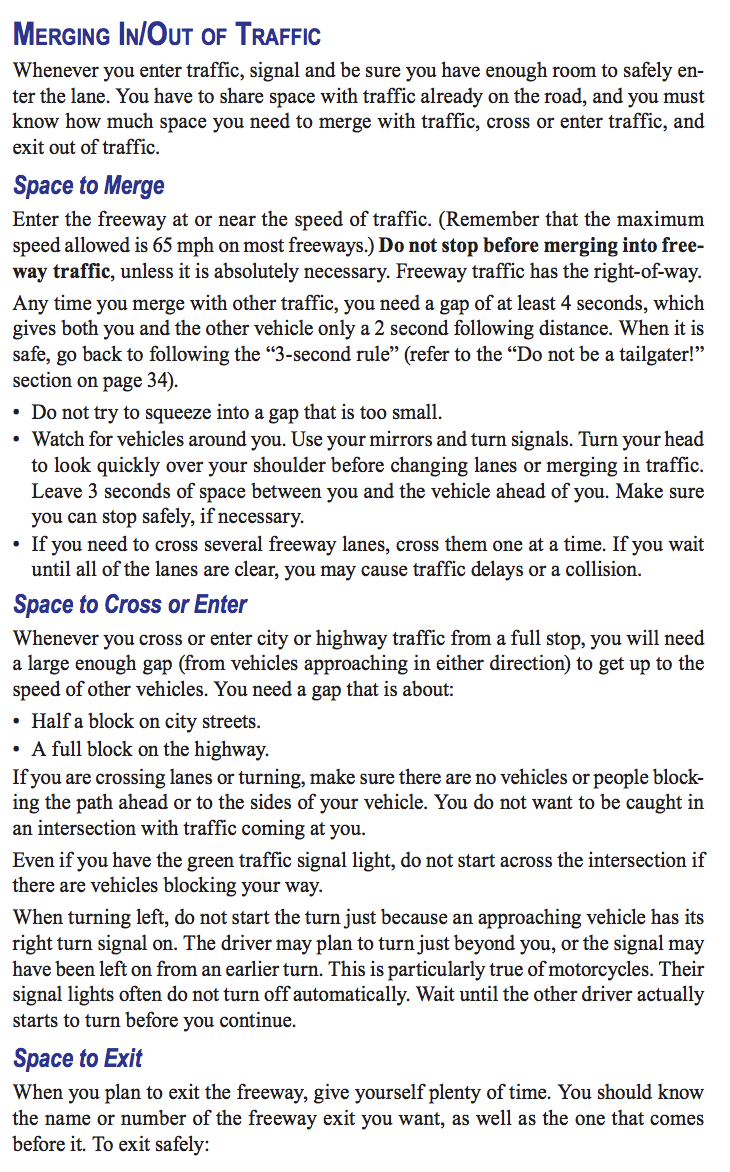 MERGING IN/OUT OF TRAFFIC
Whenever you enter traffic, signal and be sure you have enough room to safely en-
ter the lane. You have to share space with traffic already on the road, and you must
know how much space you need to merge with traffic, cross or enter traffic, and
exit out of traffic.
Space to Merge
Enter the freeway at or near the speed of traffic. (Remember that the maximum
speed allowed is 65 mph on most freeways.) Do not stop before merging into free-
way traffic, unless it is absolutely necessary. Freeway traffic has the right-of-way.
Any time you merge with other traffic, you need a gap of at least 4 seconds, which
gives both you and the other vehicle only a 2 second following distance. When it is
safe, go back to following the “3-second rule” (refer to the “Do not be a tailgater!”
section on page 34).
• Do not try to squeeze into a gap that is too small.
• Watch for vehicles around you. Use your mirrors and turn signals. Turn your head
to look quickly over your shoulder before changing lanes or merging in traffic.
Leave 3 seconds of space between you and the vehicle ahead of you. Make sure
you can stop safely, if necessary.
• If you need to cross several freeway lanes, cross them one at a time. If you wait
until all of the lanes are clear, you may cause traffic delays or a collision.
Space to Cross or Enter
Whenever you cross or enter city or highway traffic from a full stop, you will need
a large enough gap (from vehicles approaching in either direction) to get up to the
speed of other vehicles. You need a gap that is about:
• Half a block on city streets.
• A full block on the highway.
If you are crossing lanes or turning, make sure there are no vehicles or people block-
ing the path ahead or to the sides of your vehicle. You do not want to be caught in
an intersection with traffic coming at you.
Even if you have the green traffic signal light, do not start across the intersection if
there are vehicles blocking your way.
When turning left, do not start the turn just because an approaching vehicle has its
right turn signal on. The driver may plan to turn just beyond you, or the signal may
have been left on from an earlier turn. This is particularly true of motorcycles. Their
signal lights often do not turn off automatically. Wait until the other driver actually
starts to turn before you continue.
Space to Exit
When you plan to exit the freeway, give yourself plenty of time. You should know
the name or number of the freeway exit you want, as well as the one that comes
before it. To exit safely: